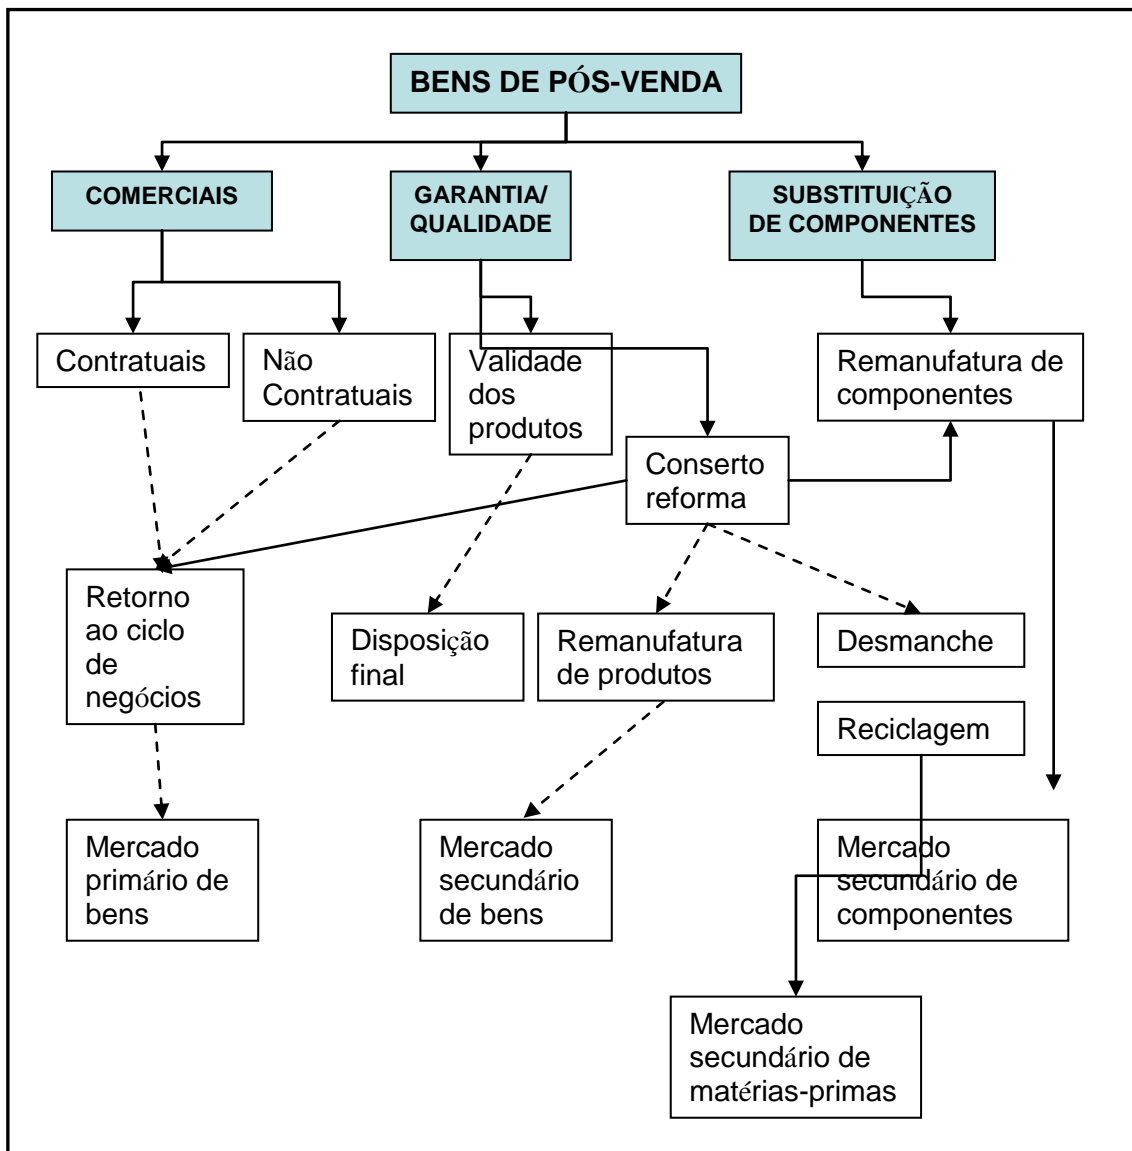 BENS DE PÓS-VENDA
COMERCIAIS
GARANTIA/
QUALIDADE
SUBSTITUIÇÃO
DE COMPONENTES
Contratuais
Não
Contratuais
Validade
dos
produtos
Remanufatura de
componentes
Conserto
reforma
Retorno
ao ciclo
de
negócios
Disposição
final
Remanufatura
de produtos
Desmanche
Reciclagem
Mercado
primário de
bens
Mercado
secundário
de bens
Mercado
secundário de
componentes
Mercado
secundário de
matérias-primas